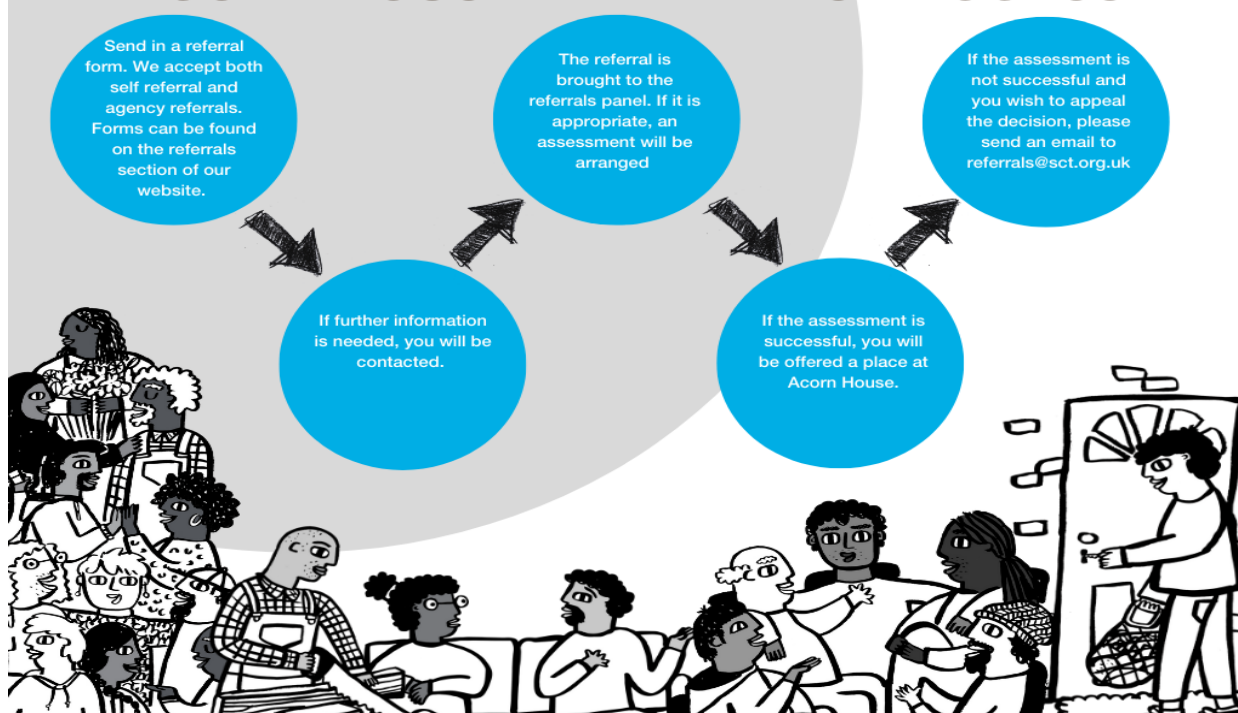 Send in a referral
form. We accept both
self referral and
agency referrals.
Forms can be found
on the referrals
section of our
website.
If further information
is needed, you will be
contacted.
The referral is
brought to the
referrals panel. If it is
appropriate, an
assessment will be
arranged
If the assessment is
successful, you will
be offered a place at
Acorn House.
If the assessment is
not successful and
you wish to appeal
the decision, please
send an email to
referrals@sct.org.uk